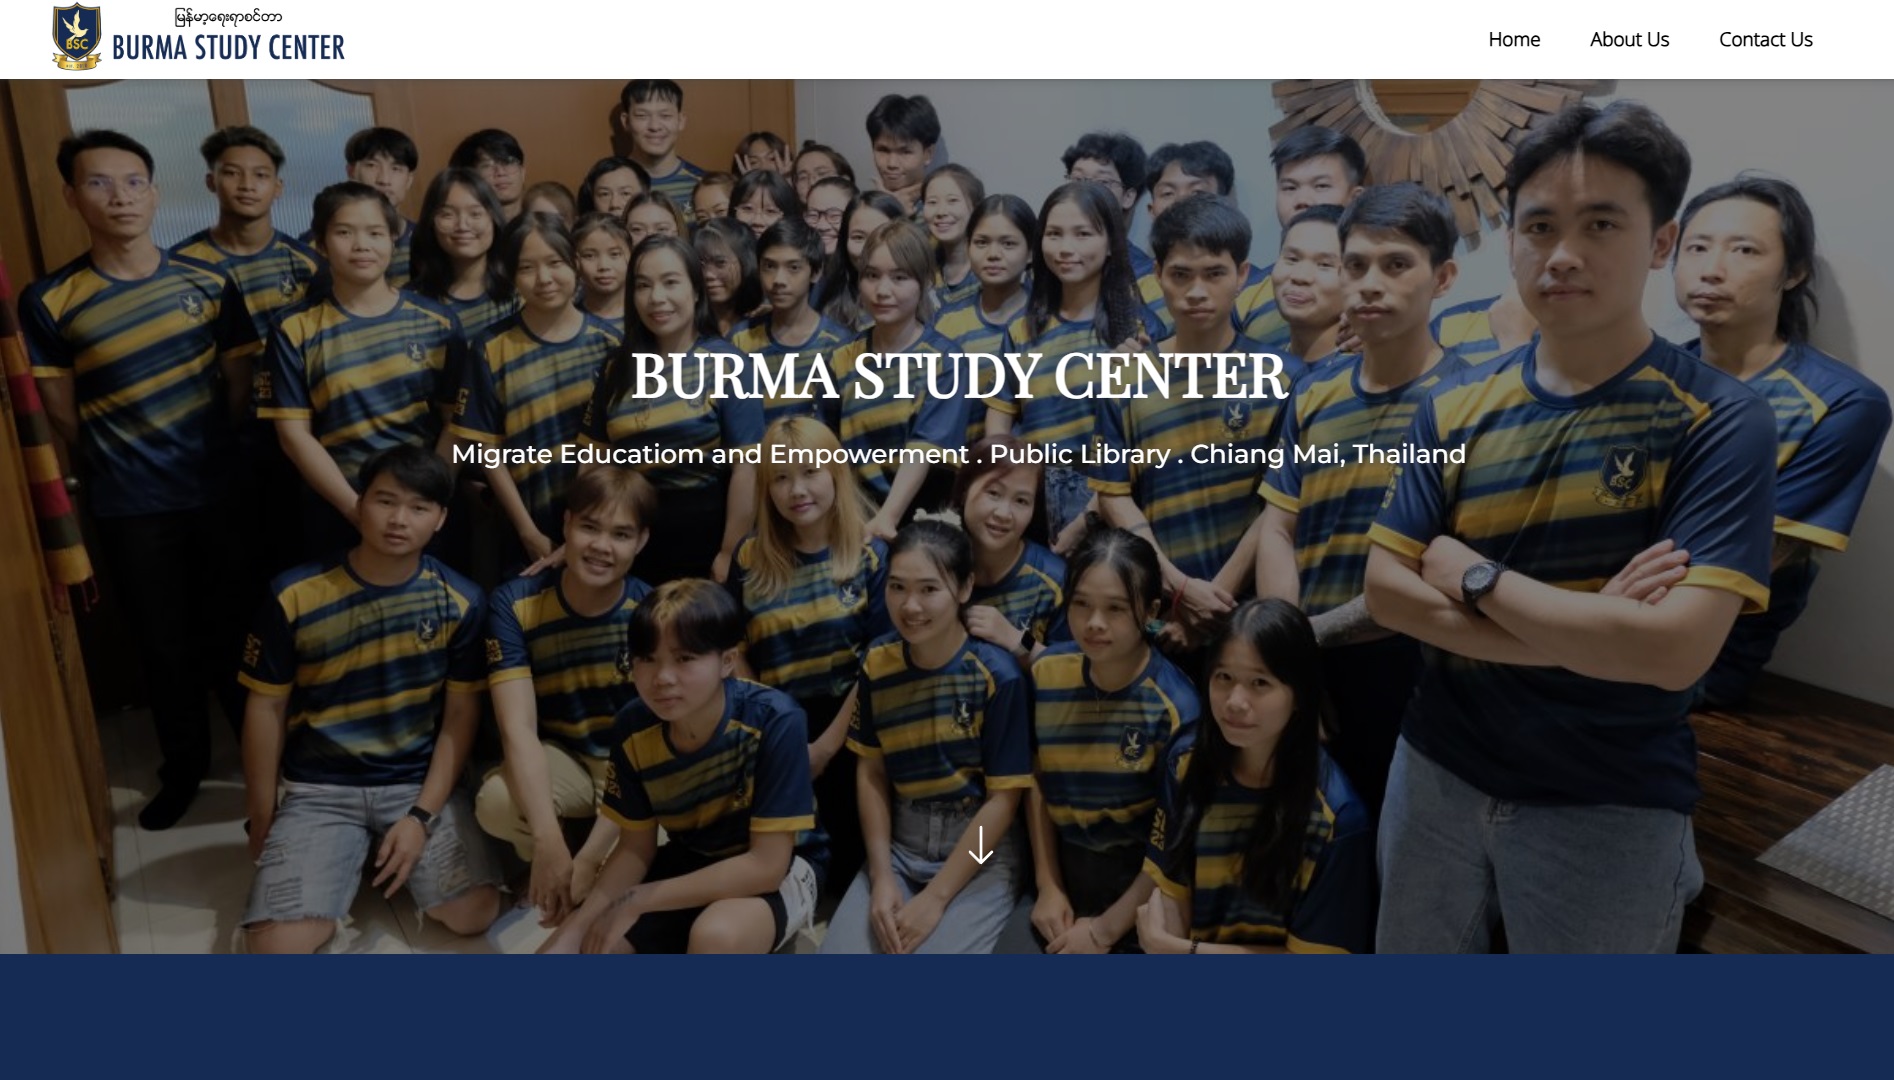 မြန်မာ့ရေးရာစင်တာ
BURMA STUDY CENTER
BSC
Home
About Us
Contact Us
BURMA STUDY CENTER
Migrate Educatiom and Empowerment . Public Library . Chiang Mai, Thailand
BSC